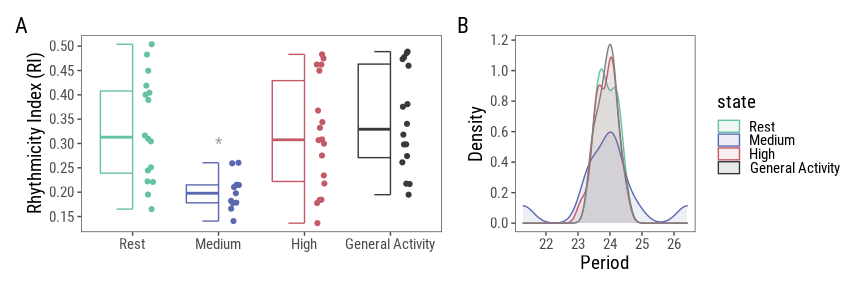 A
Rhythmicity Index (RI)
0.50
0.45
0.40
0.35
0.30
0.25
0.20
0.15
*
Rest Medium High General Activity
B
Density
1.2
1.0
0.8
0.6
0.4
0.2
0.0
22 23 24 25 26
Period
state
Rest
Medium
High
General Activity